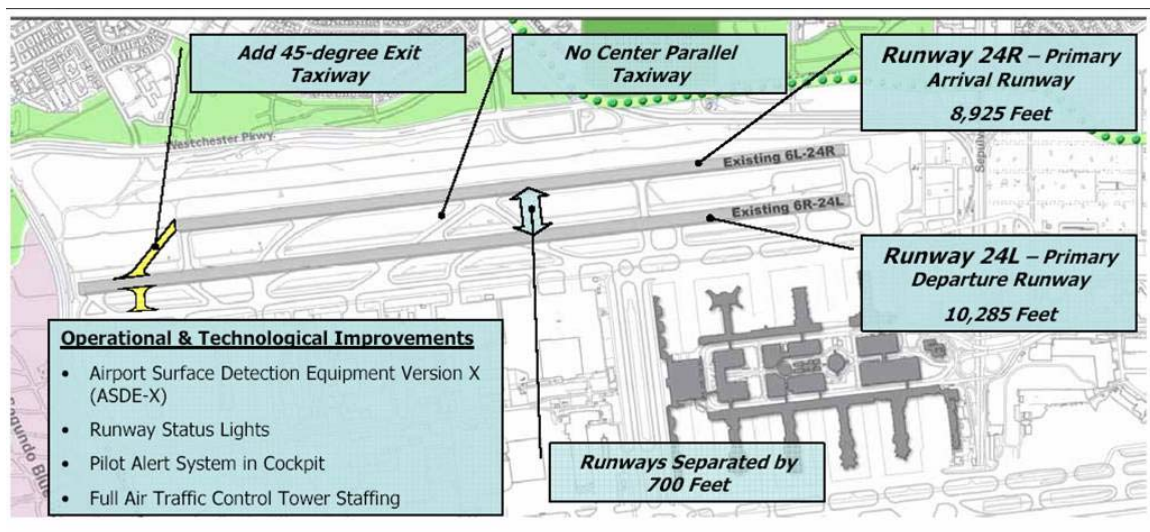 Add 45-degree Exit
Taxiway
No Center Parallel
Taxiway
Runway 24R – Primary
Arrival Runway
8,925 Feet
Westchester Pkwy.
Existing 6L-24R
Existing 6R-24L
Runway 24L – Primary
Departure Runway
10,285 Feet
Operational & Technological Improvements
• Airport Surface Detection Equipment Version X
(ASDE-X)
• Runway Status Lights
• Pilot Alert System in Cockpit
• Full Air Traffic Control Tower Staffing
Runways Separated by
700 Feet